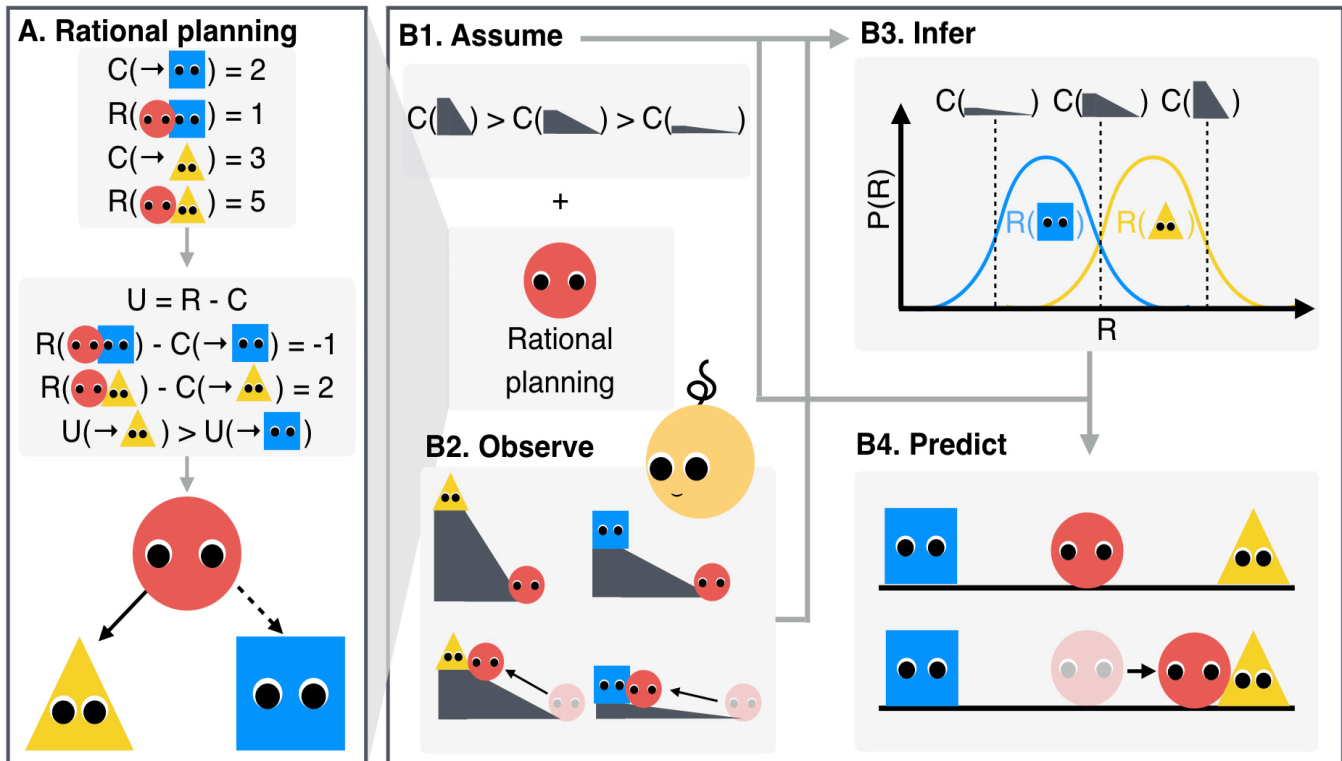 A. Rational planning
C(→ ) = 2
R( ) = 1
C(→ ) = 3
R( ) = 5
U = R - C
R( ) - C(→ ) = -1
R( ) - C(→ ) = 2
U(→ ) > U(→ )
B1. Assume
C( ) > C( ) > C( )
+
Rational
planning
B2. Observe
B3. Infer
C( ) C( ) C( )
P(R)
R( ) R( )
R
B4. Predict